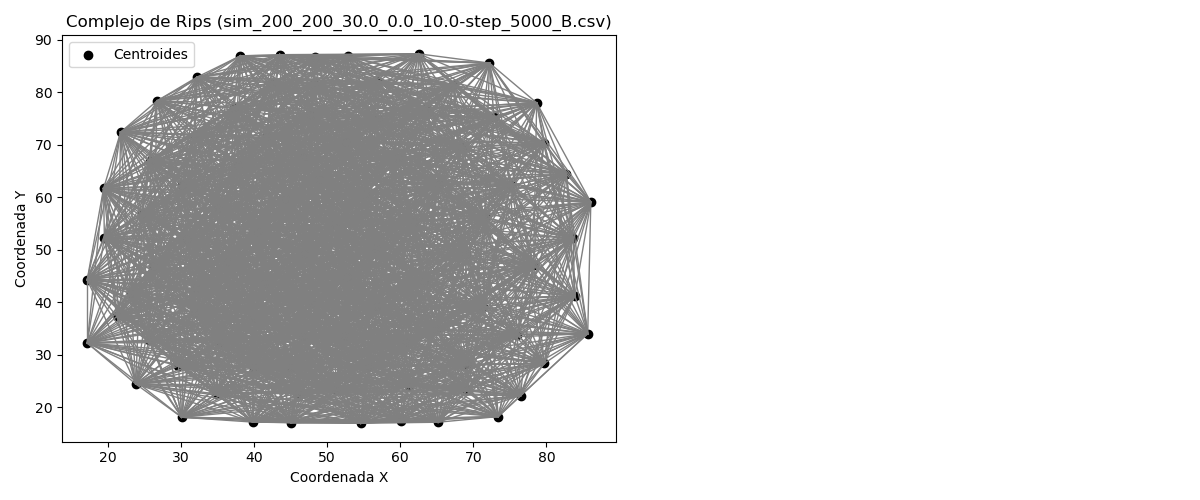 Complejo de Rips (sim_200_200_30.0_0.0_10.0-step_5000_B.csv)
Centroides
90
80
70
60
50
40
30
20
Coordenada Y
20 30 40 50 60 70 80
Coordenada X